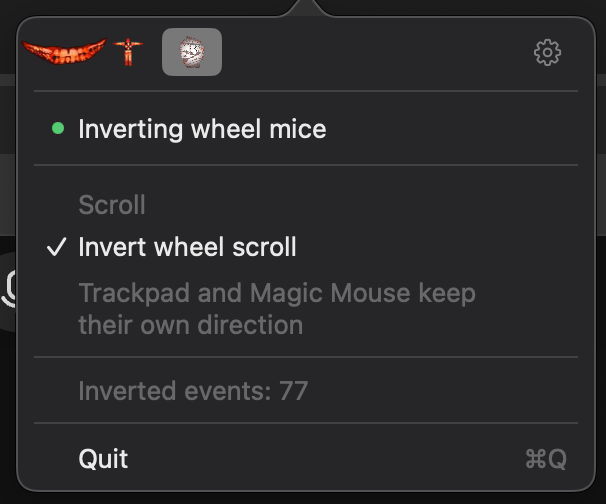 Inverting wheel mice
Scroll
Invert wheel scroll
Trackpad and Magic Mouse keep
their own direction
Inverted events: 77
Quit ⌘Q